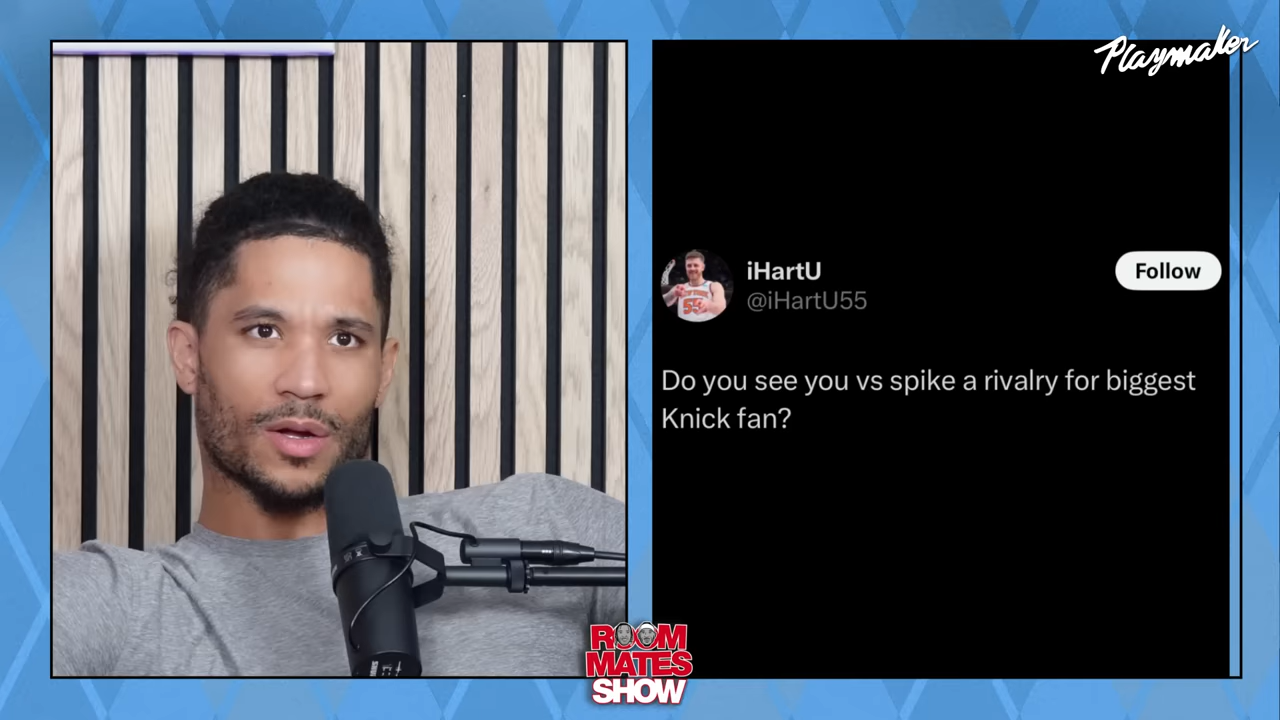 Playmaker
iHartU
@iHartU55
Follow
Do you see you vs spike a rivalry for biggest
Knick fan?
ROOM
MATES
SHOW